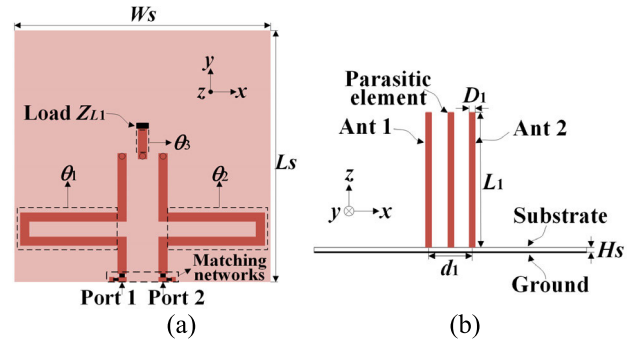 Ws
y
z
x
Load ZL1
θ3
Ls
θ1
θ2
Matching
networks
Port 1
Port 2
(a)
Parasitic
element
D1
Ant 1
Ant 2
z
L1
y
x
Substrate
Hs
d1
Ground
(b)